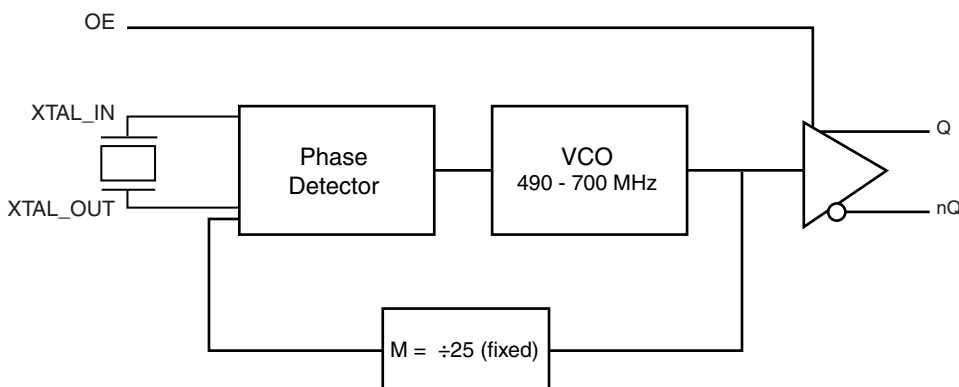 OE
XTAL_IN
XTAL_OUT
Phase
Detector
VCO
490 - 700 MHz
Q
nQ
M = ÷25 (fixed)